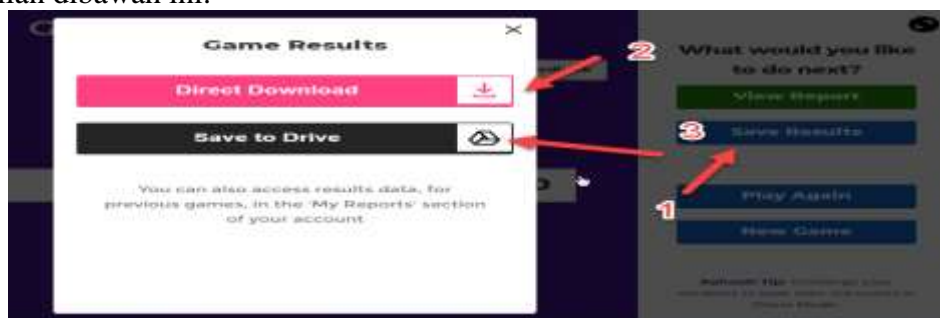 dibawah ini:
Game Results
×
Direct Download
Save to Drive
You can also access results data, for
previous games, in the 'My Reports' section
of your account
2
3
1
What would you like
to do next?
View Report
Save Results
Play Again
New Game